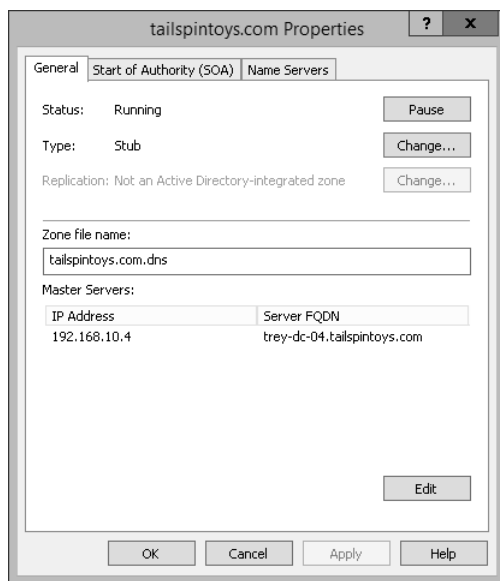 tailspintoys.com Properties ? x
General Start of Authority (SOA) Name Servers
Status: Running Pause
Type: Stub Change...
Replication: Not an Active Directory-integrated zone Change...
Zone file name:
tailspintoys.com.dns
Master Servers:
IP Address Server FQDN
192.168.10.4 trey-dc-04.tailspintoys.com
Edit
OK Cancel Apply Help